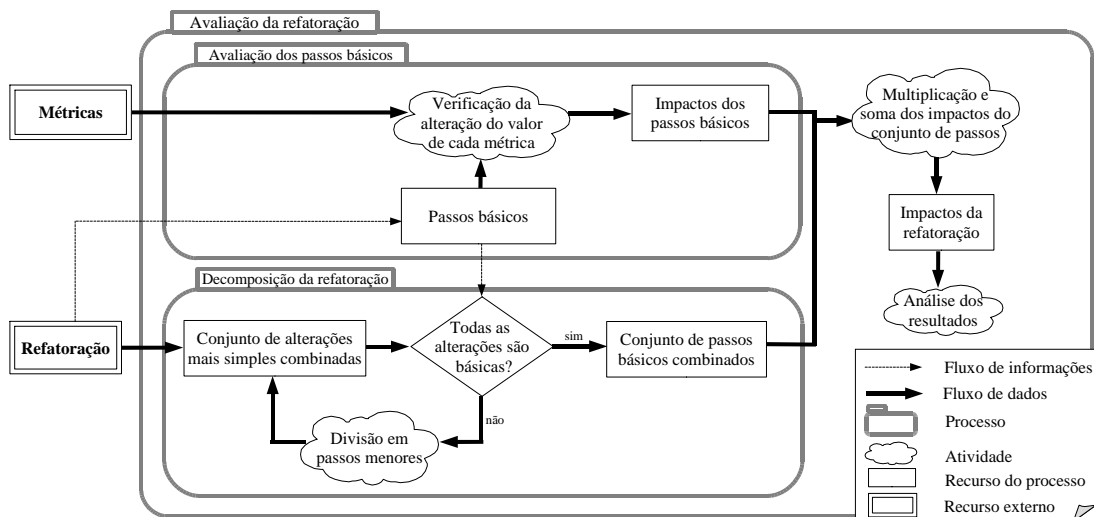 Avaliação da refatoração
Avaliação dos passos básicos
Métricas
Verificação da
alteração do valor
de cada métrica
Impactos dos
passos básicos
Multiplicação e
soma dos impactos do
conjunto de passos
Passos básicos
Impactos da
refatoração
Análise dos
resultados
Decomposição da refatoração
Refatoração
Conjunto de alterações
mais simples combinadas
Todas as
alterações são
básicas?
sim
Conjunto de passos
básicos combinados
não
Divisão em
passos menores
Fluxo de informações
Fluxo de dados
Processo
Atividade
Recurso do processo
Recurso externo